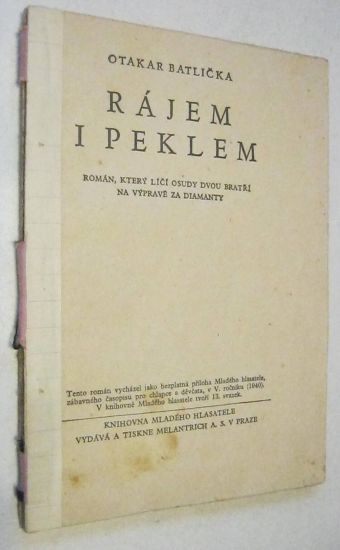 OTAKAR BATLIČKA
RÁJEM
I PEKLEM
ROMÁN, KTERÝ LÍČÍ OSUDY DVOU BRATŘÍ
NA VÝPRAVĚ ZA DIAMANTY
Tento román vycházel jako bezplatná příloha Mladého hlasatele,
zábavného časopisu pro chlapce a děvčata, v V. ročníku (1940).
V knihovně Mladého hlasatele tvoří 13. svazek.
KNIHOVNA MLADÉHO HLASATELE
VYDÁVÁ A TISKNE MELANTRICH A. S. V PRAZE